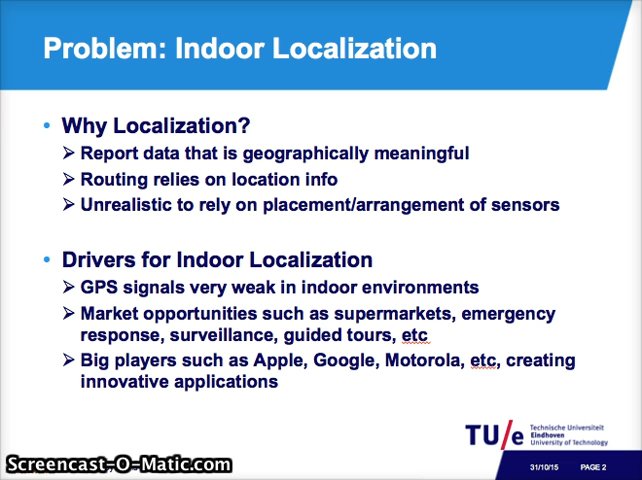 Problem: Indoor Localization
• Why Localization?
➢ Report data that is geographically meaningful
➢ Routing relies on location info
➢ Unrealistic to rely on placement/arrangement of sensors
• Drivers for Indoor Localization
➢ GPS signals very weak in indoor environments
➢ Market opportunities such as supermarkets, emergency
response, surveillance, guided tours, etc
➢ Big players such as Apple, Google, Motorola, etc, creating
innovative applications
TU/e Technische Universiteit
Eindhoven
University of Technology
Screencast-O-Matic.com
31/10/15 PAGE 2